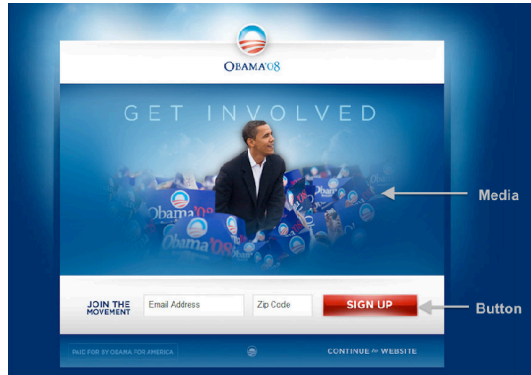 OBAMA'08
GET INVOLVED
Obama'08
Obama'08
Media
JOIN THE
MOVEMENT
Email Address
Zip Code
SIGN UP
Button
PAID FOR BY OBAMA FOR AMERICA
CONTINUE to WEBSITE